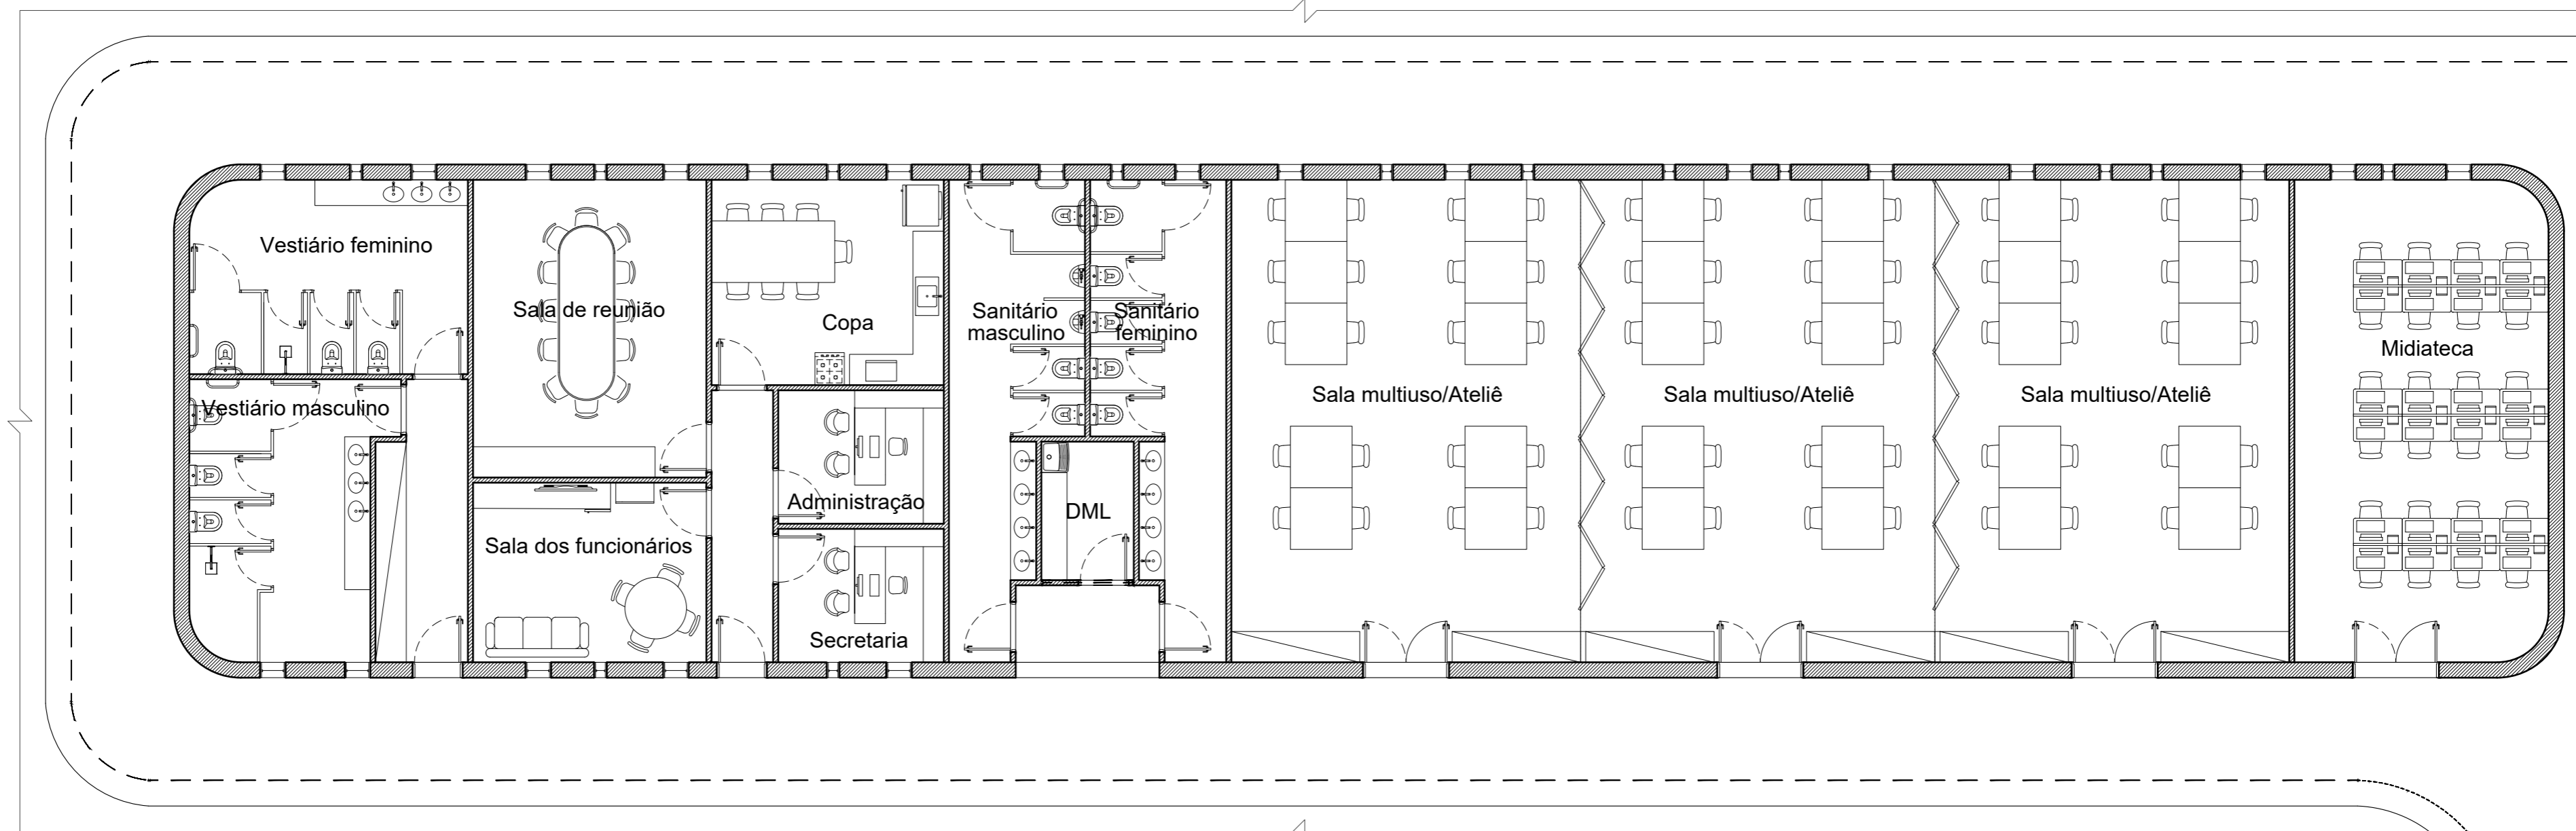 Vestiário feminino
Vestiário masculino
Sala de reunião
Sala dos funcionários
Copa
Administração
Secretaria
Sanitário
masculino
Sanitário
feminino
DML
Sala multiuso/Ateliê
Sala multiuso/Ateliê
Sala multiuso/Ateliê
Midiateca